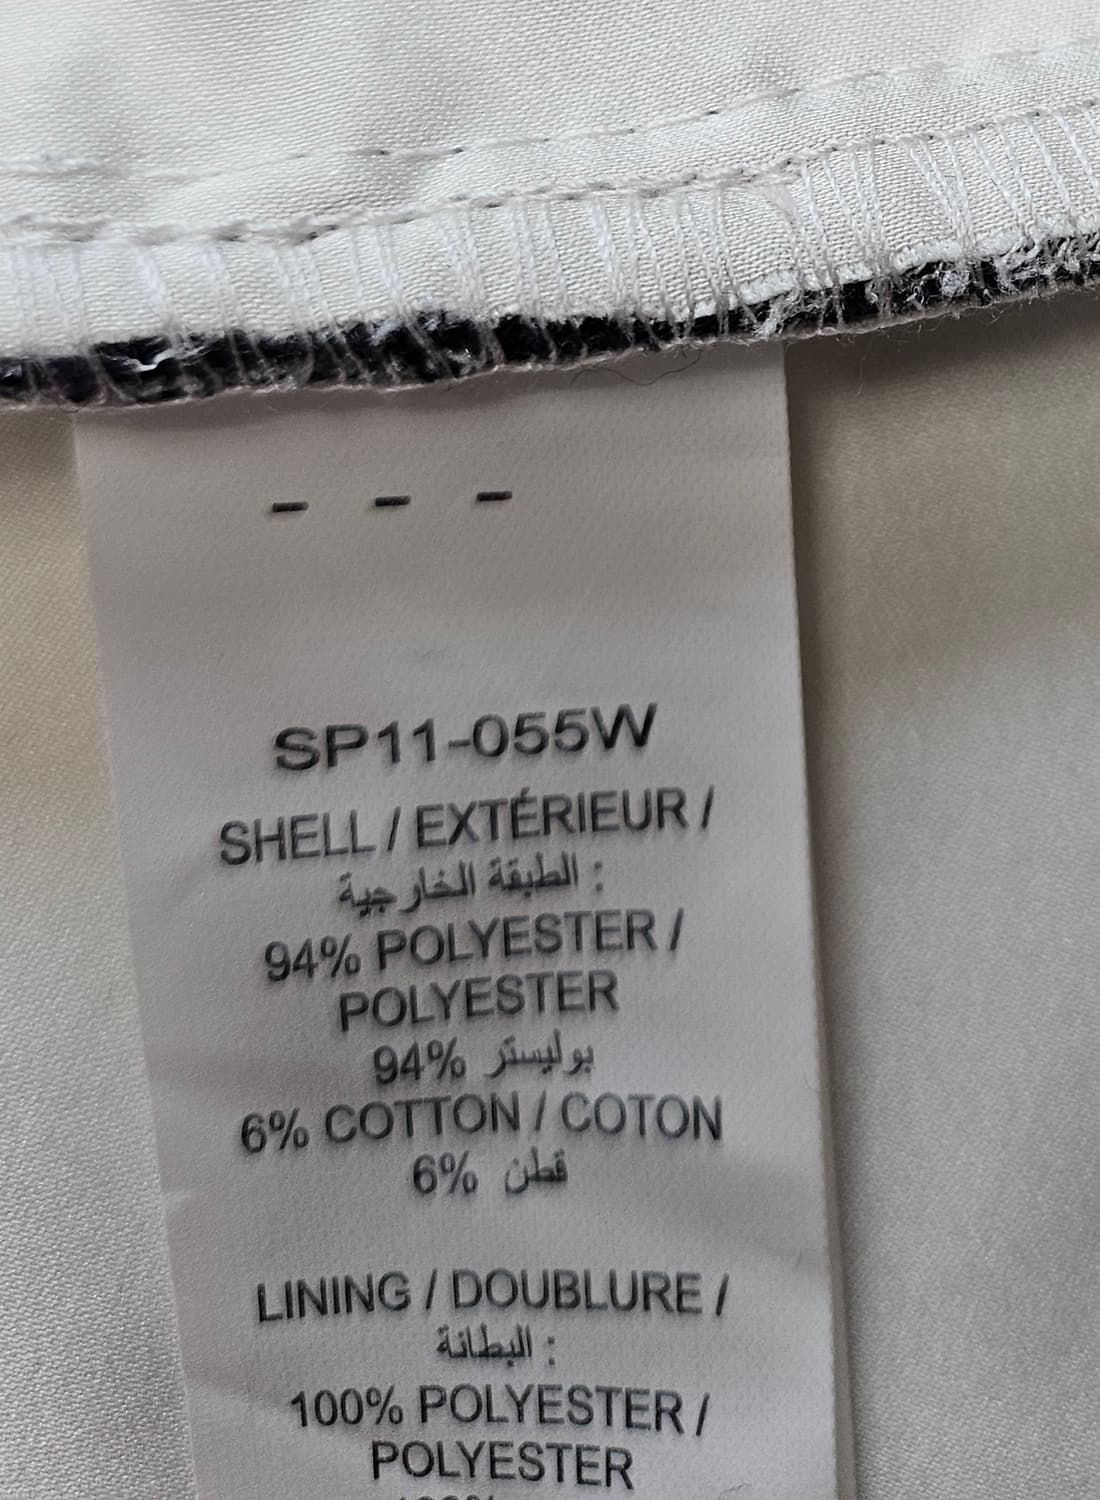 - - -
SP11-055W
SHELL / EXTÉRIEUR /
الطبقة الخارجية :
94% POLYESTER /
POLYESTER
94% بوليستر
6% COTTON / COTON
6% قطن
LINING / DOUBLURE /
البطانة :
100% POLYESTER /
POLYESTER
100%